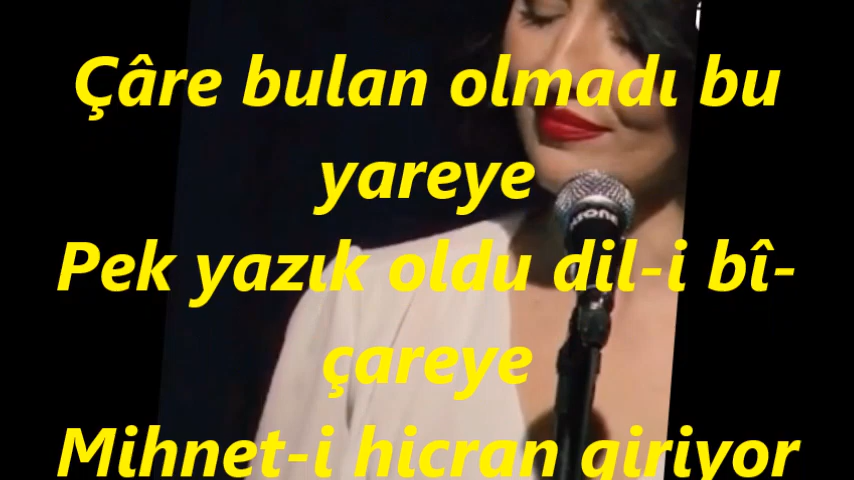 Çâre bulan olmadı bu
yareye
Pek yazık oldu dil-i bî-
çareye
Mihnet-i hicran giriyor